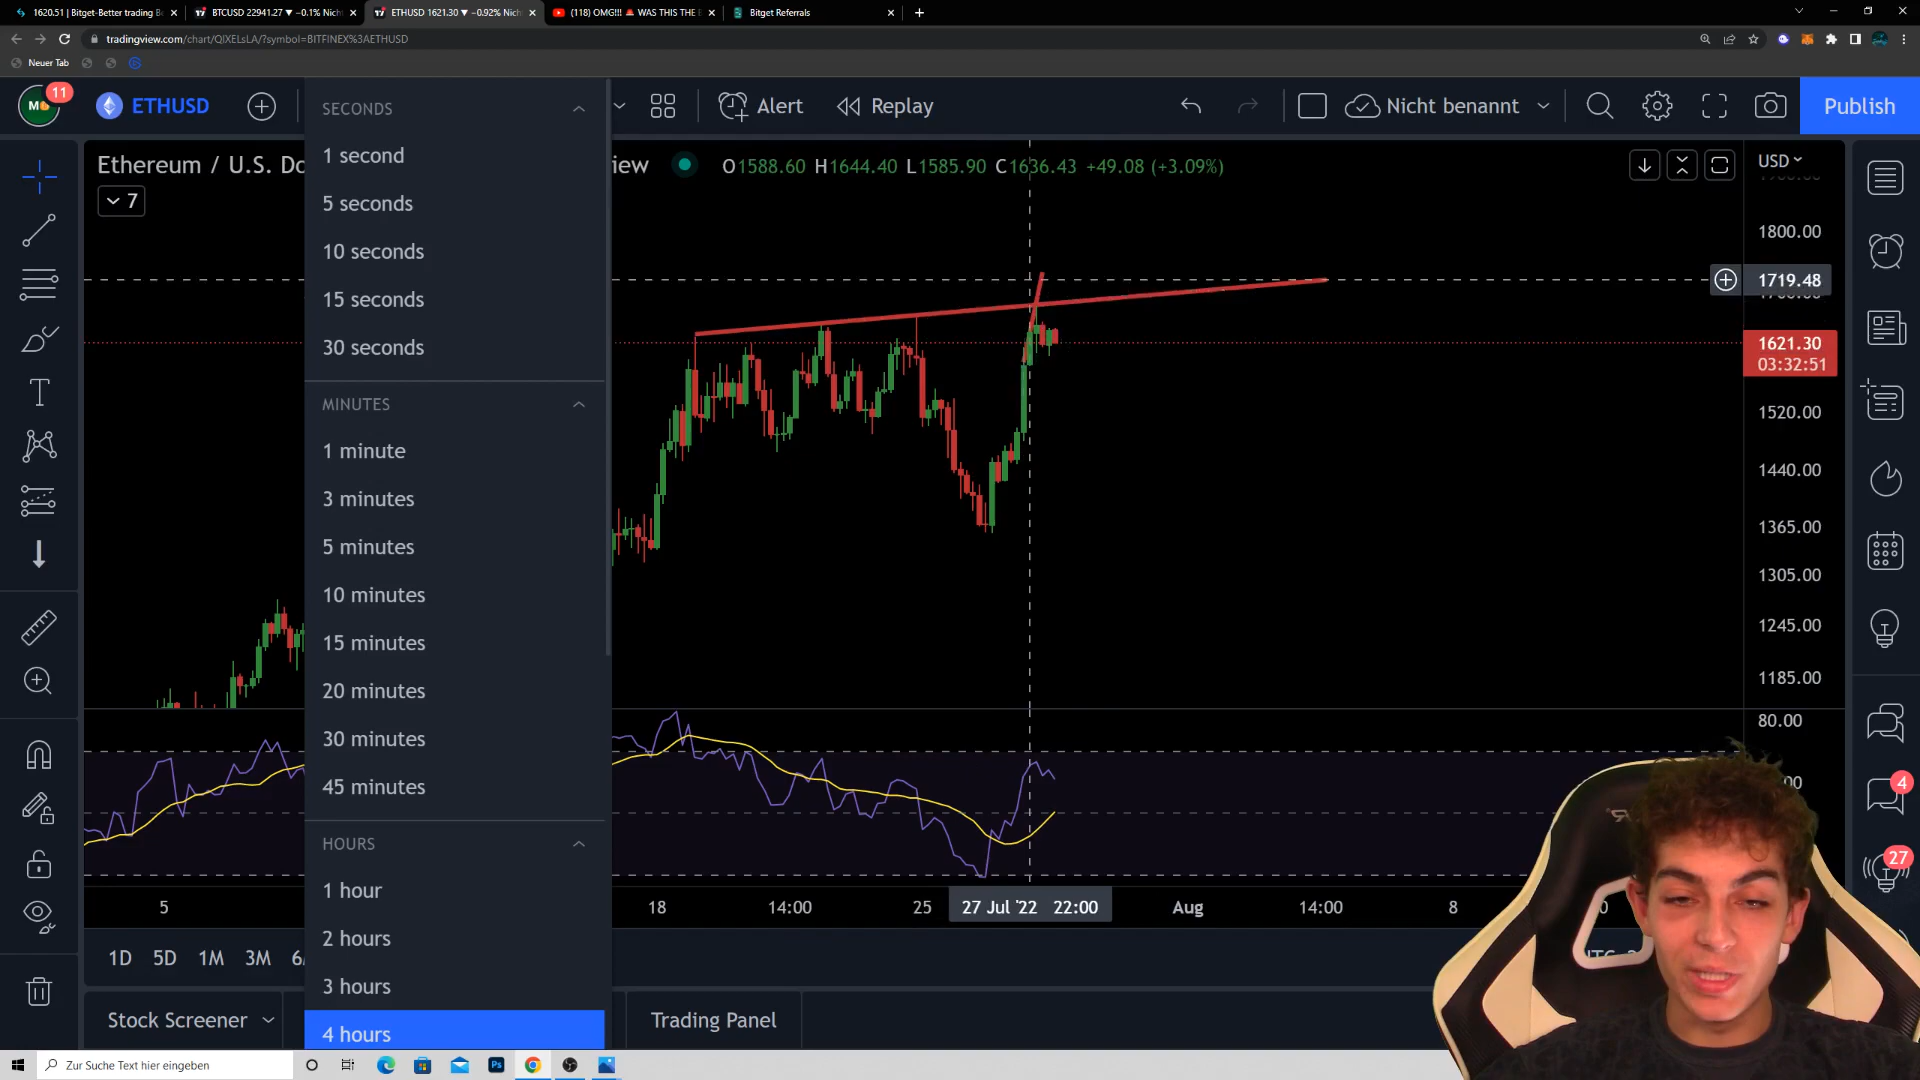 1620.51 | Bitget-Better trading Be
BTCUSD 22941.27 ▼ −0.1% Nich
ETHUSD 1621.30 ▼ −0.92% Nich
(118) OMG!!! 🚨 WAS THIS THE B
Bitget Referrals
tradingview.com/chart/QIXELsLA/?symbol=BITFINEX%3AETHUSD
Neuer Tab
11
ETHUSD
Alert
Replay
Nicht benannt
Publish
Ethereum / U.S. Do
iew
O1588.60 H1644.40 L1585.90 C1636.43 +49.08 (+3.09%)
USD
7
SECONDS
1 second
5 seconds
10 seconds
15 seconds
30 seconds
MINUTES
1 minute
3 minutes
5 minutes
10 minutes
15 minutes
20 minutes
30 minutes
45 minutes
HOURS
1 hour
2 hours
3 hours
4 hours
1800.00
1719.48
1621.30
03:32:51
1520.00
1440.00
1365.00
1305.00
1245.00
1185.00
80.00
4
27
5
18
14:00
25
27 Jul '22 22:00
Aug
14:00
8
1D 5D 1M 3M
Stock Screener
Trading Panel
Zur Suche Text hier eingeben
Ps